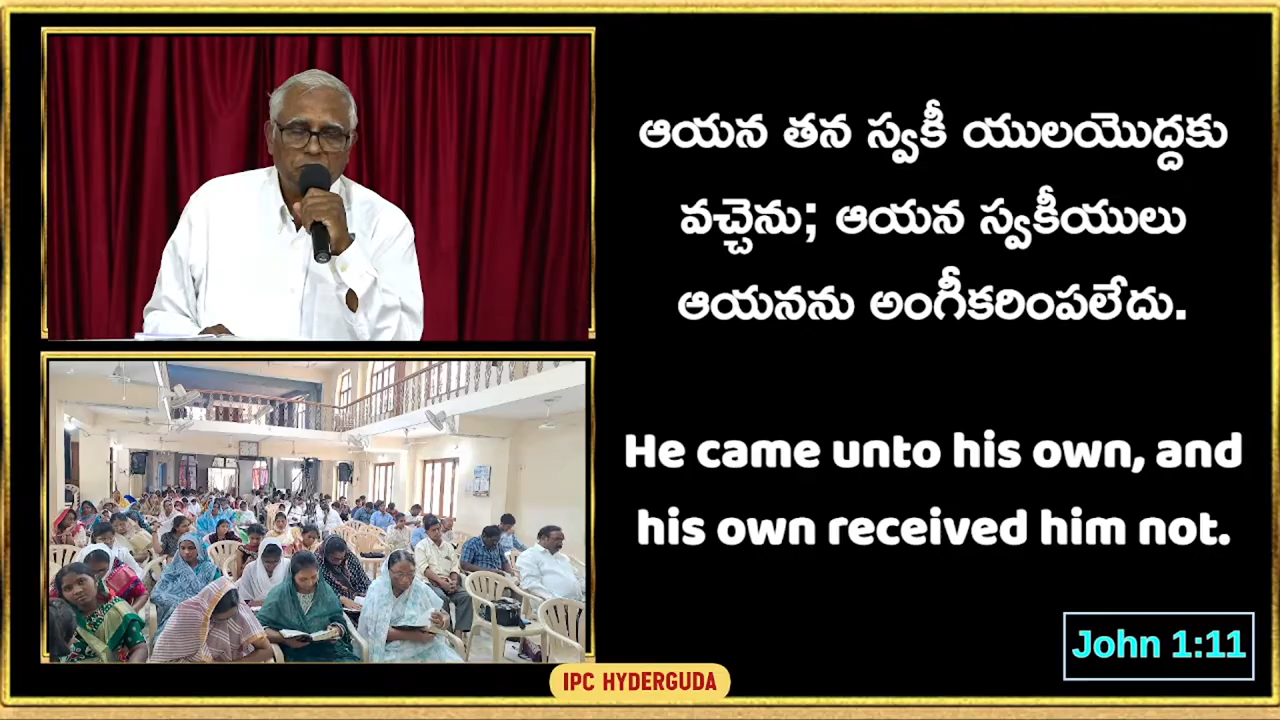 ఆయన తన స్వకీ యులయొద్దకు
వచ్చెను; ఆయన స్వకీయులు
ఆయనను అంగీకరింపలేదు.
He came unto his own, and
his own received him not.
John 1:11
IPC HYDERGUDA